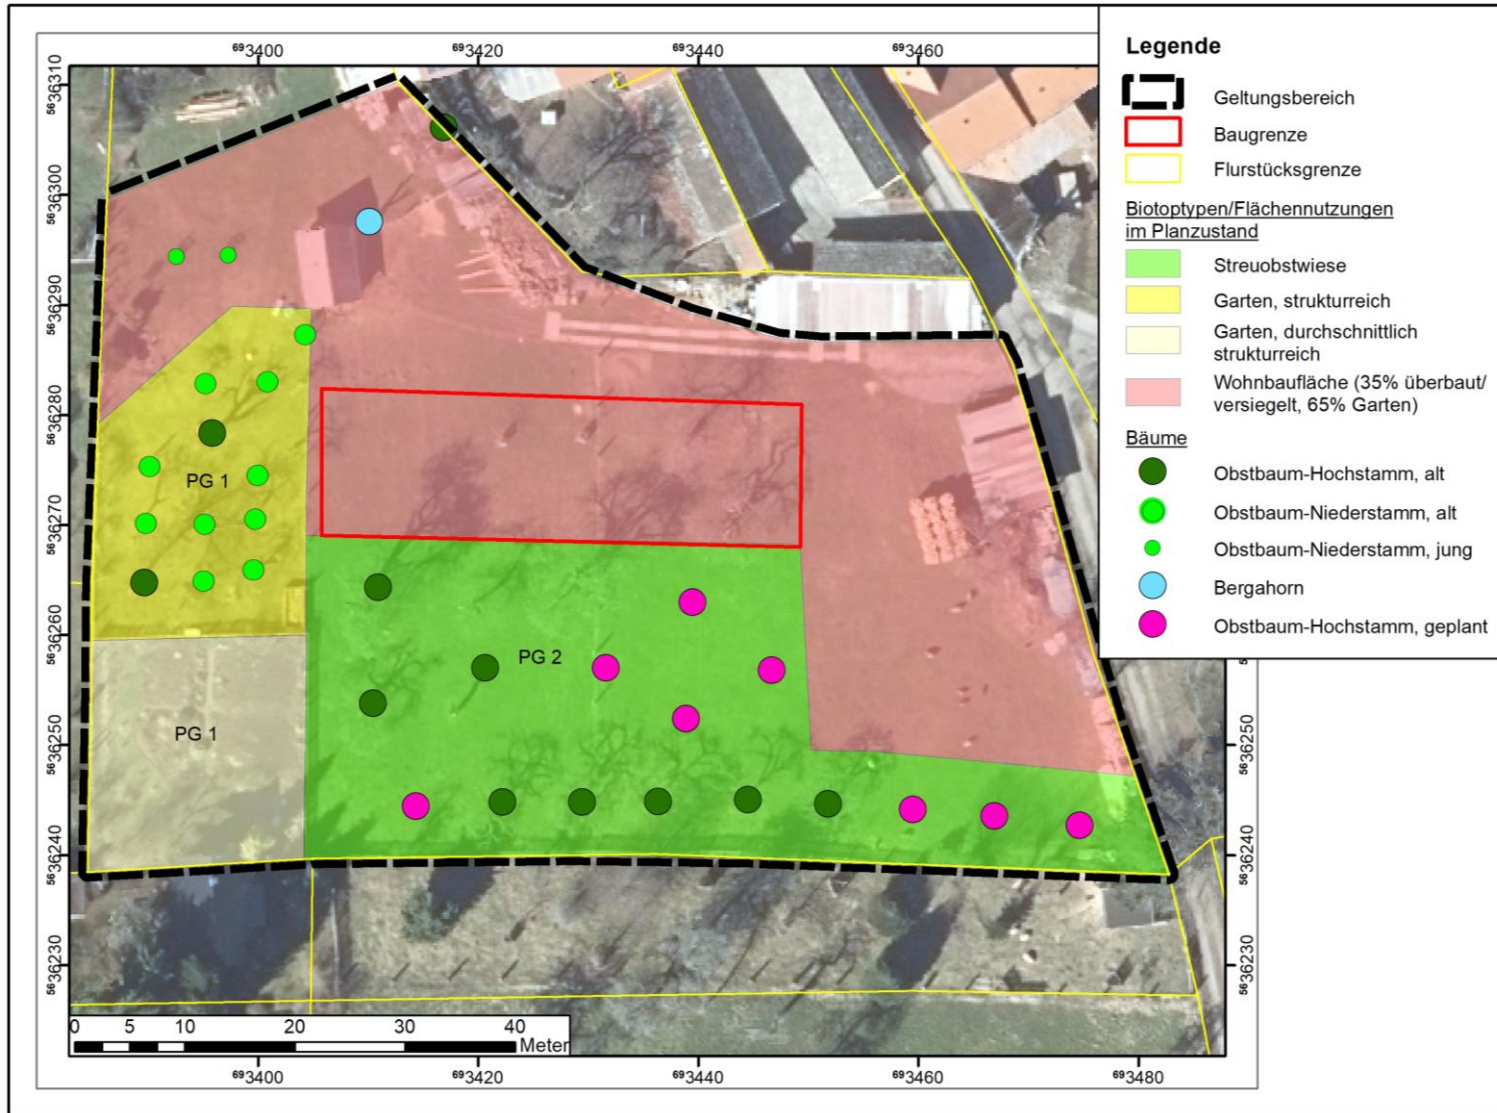 ⁶⁹3400
⁶⁹3420
⁶⁹3440
⁶⁹3460
⁵⁶36310
⁵⁶36300
⁵⁶36290
⁵⁶36280
⁵⁶36270
⁵⁶36260
⁵⁶36250
⁵⁶36240
⁵⁶36230
PG 1
PG 2
PG 1
⁵⁶36250
⁵⁶36240
⁵⁶36230
0 5 10 20 30 40
Meter
⁶⁹3400
⁶⁹3420
⁶⁹3440
⁶⁹3460
⁶⁹3480
Legende
Geltungsbereich
Baugrenze
Flurstücksgrenze
Biotoptypen/Flächennutzungen
im Planzustand
Streuobstwiese
Garten, strukturreich
Garten, durchschnittlich
strukturreich
Wohnbaufläche (35% überbaut/
versiegelt, 65% Garten)
Bäume
Obstbaum-Hochstamm, alt
Obstbaum-Niederstamm, alt
Obstbaum-Niederstamm, jung
Bergahorn
Obstbaum-Hochstamm, geplant